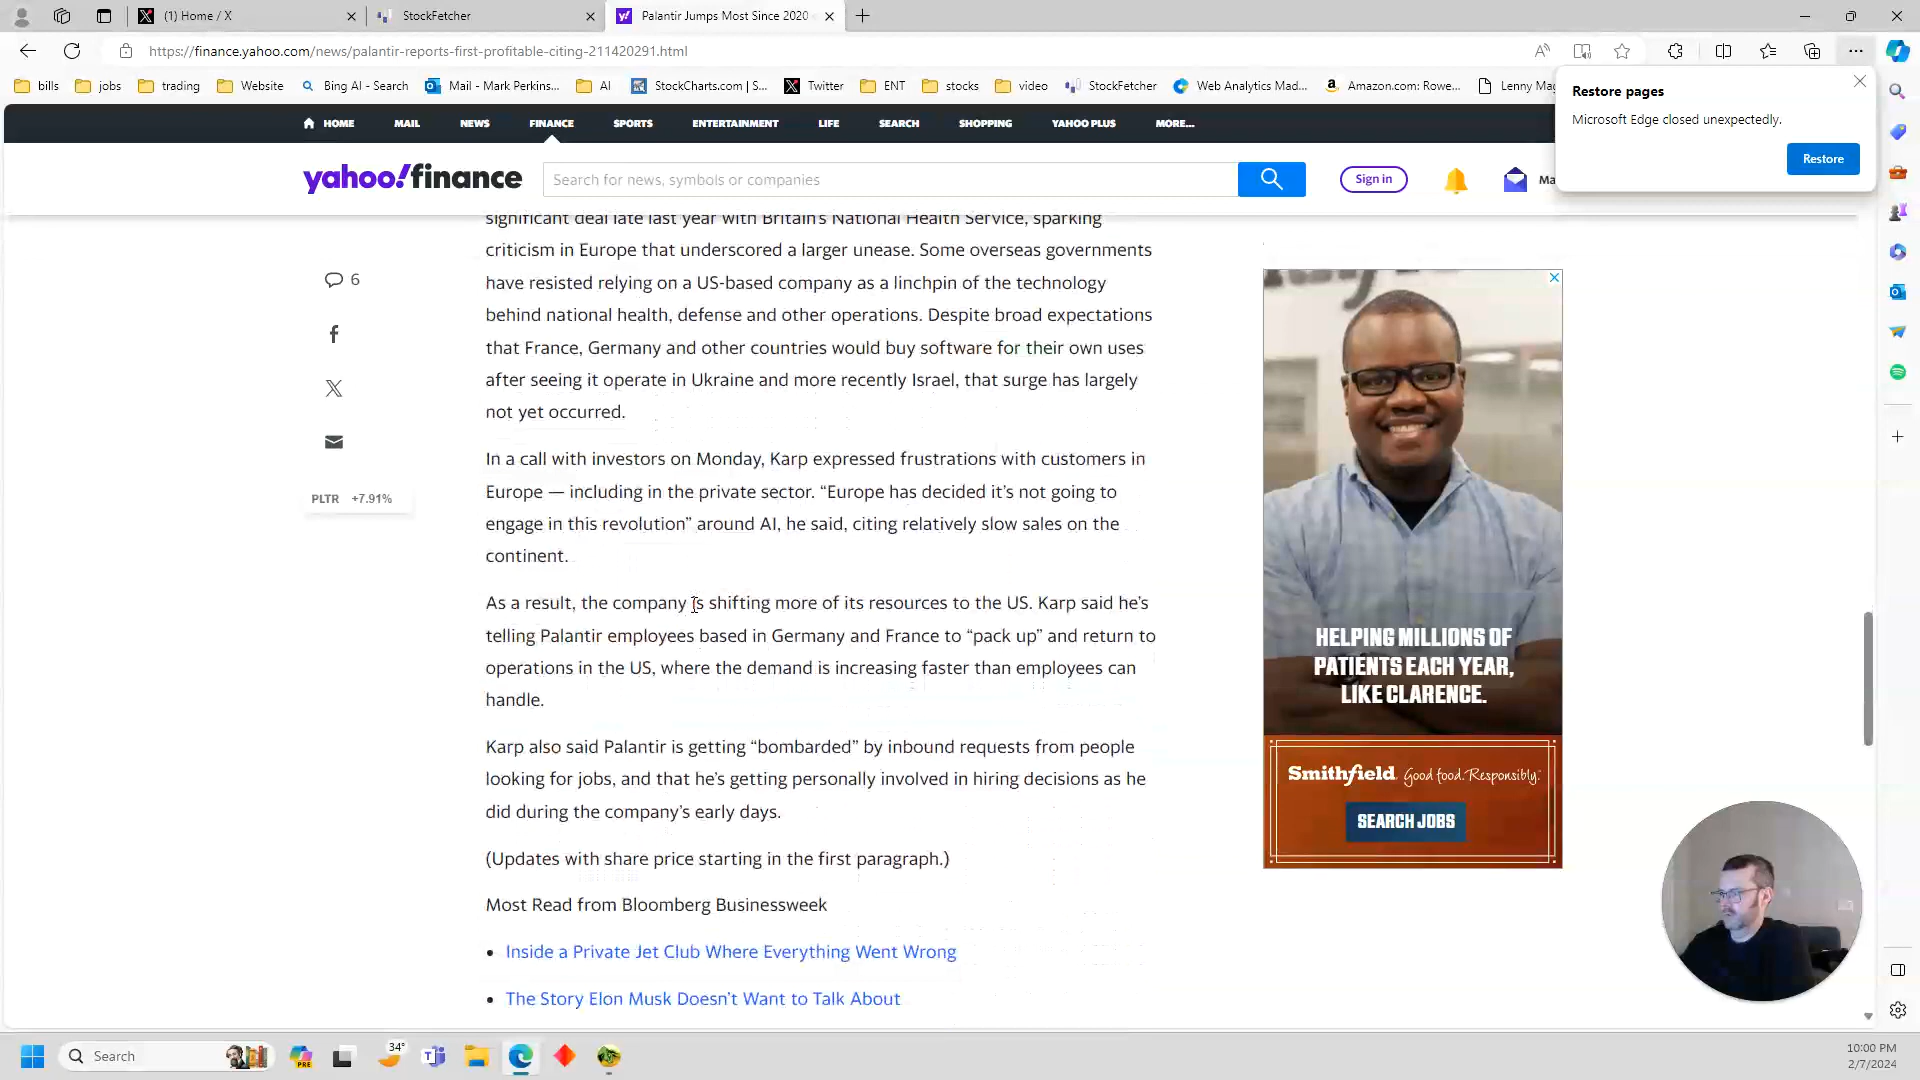 (1) Home / X
StockFetcher
Palantir Jumps Most Since 2020
https://finance.yahoo.com/news/palantir-reports-first-profitable-citing-211420291.html
bills
jobs
trading
Website
Bing AI - Search
Mail - Mark Perkins...
AI
StockCharts.com | S...
Twitter
ENT
stocks
video
StockFetcher
Web Analytics Mad...
Amazon.com: Rowe...
Lenny Mag
Restore pages
Microsoft Edge closed unexpectedly.
Restore
HOME
MAIL
NEWS
FINANCE
SPORTS
ENTERTAINMENT
LIFE
SEARCH
SHOPPING
YAHOO PLUS
MORE...
yahoo!finance
Search for news, symbols or companies
Sign in
Ma
significant deal late last year with Britain's National Health Service, sparking
criticism in Europe that underscored a larger unease. Some overseas governments
have resisted relying on a US-based company as a linchpin of the technology
behind national health, defense and other operations. Despite broad expectations
that France, Germany and other countries would buy software for their own uses
after seeing it operate in Ukraine and more recently Israel, that surge has largely
not yet occurred.
6
PLTR +7.91%
In a call with investors on Monday, Karp expressed frustrations with customers in
Europe — including in the private sector. “Europe has decided it's not going to
engage in this revolution” around AI, he said, citing relatively slow sales on the
continent.
As a result, the company is shifting more of its resources to the US. Karp said he's
telling Palantir employees based in Germany and France to “pack up” and return to
operations in the US, where the demand is increasing faster than employees can
handle.
Karp also said Palantir is getting “bombarded” by inbound requests from people
looking for jobs, and that he's getting personally involved in hiring decisions as he
did during the company's early days.
(Updates with share price starting in the first paragraph.)
Most Read from Bloomberg Businessweek
Inside a Private Jet Club Where Everything Went Wrong
The Story Elon Musk Doesn't Want to Talk About
HELPING MILLIONS OF
PATIENTS EACH YEAR,
LIKE CLARENCE.
Smithfield. Good food. Responsibly.
SEARCH JOBS
Search
PRE
34°
10:00 PM
2/7/2024